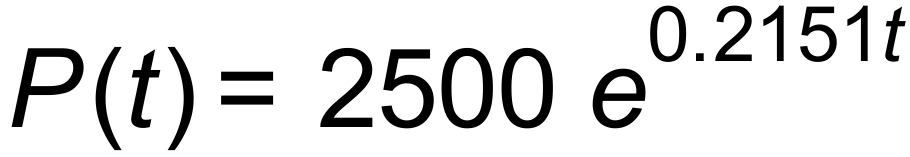 P(t) = 2500 e^{0.2151t}